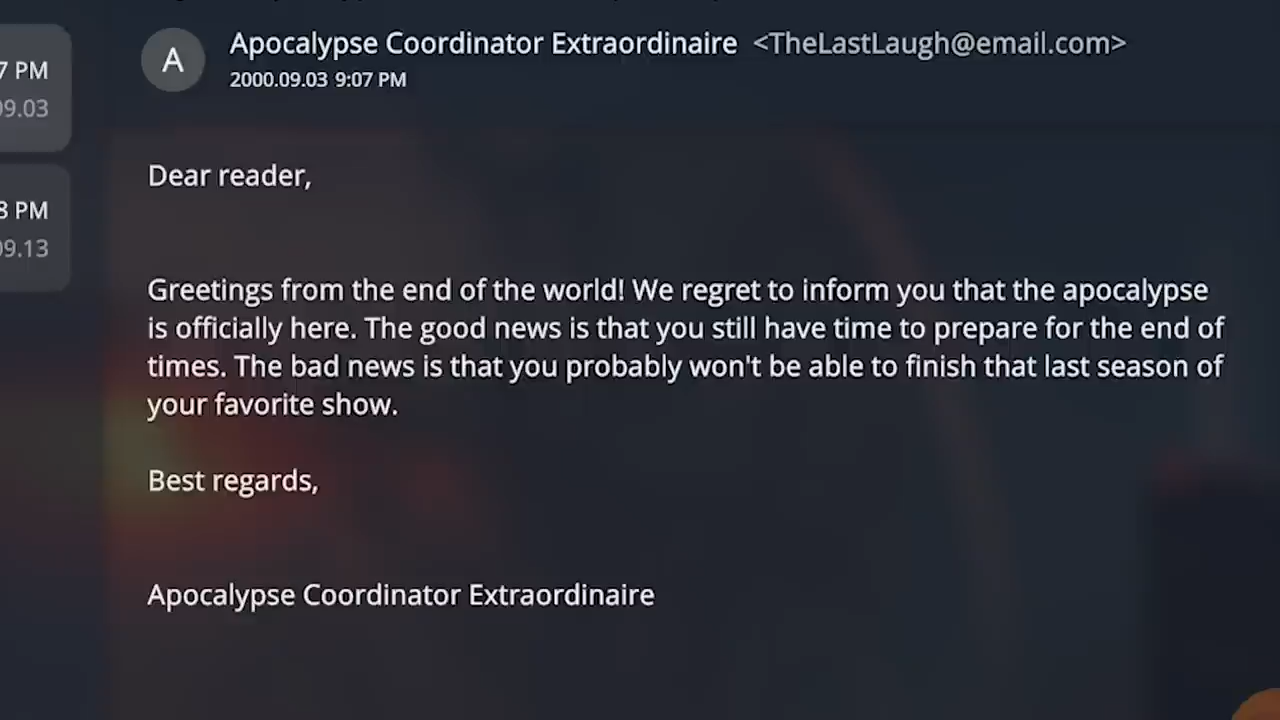 Apocalypse Coordinator Extraordinaire <TheLastLaugh@email.com>
A
2000.09.03 9:07 PM
7 PM
09.03
8 PM
09.13
Dear reader,
Greetings from the end of the world! We regret to inform you that the apocalypse
is officially here. The good news is that you still have time to prepare for the end of
times. The bad news is that you probably won't be able to finish that last season of
your favorite show.
Best regards,
Apocalypse Coordinator Extraordinaire